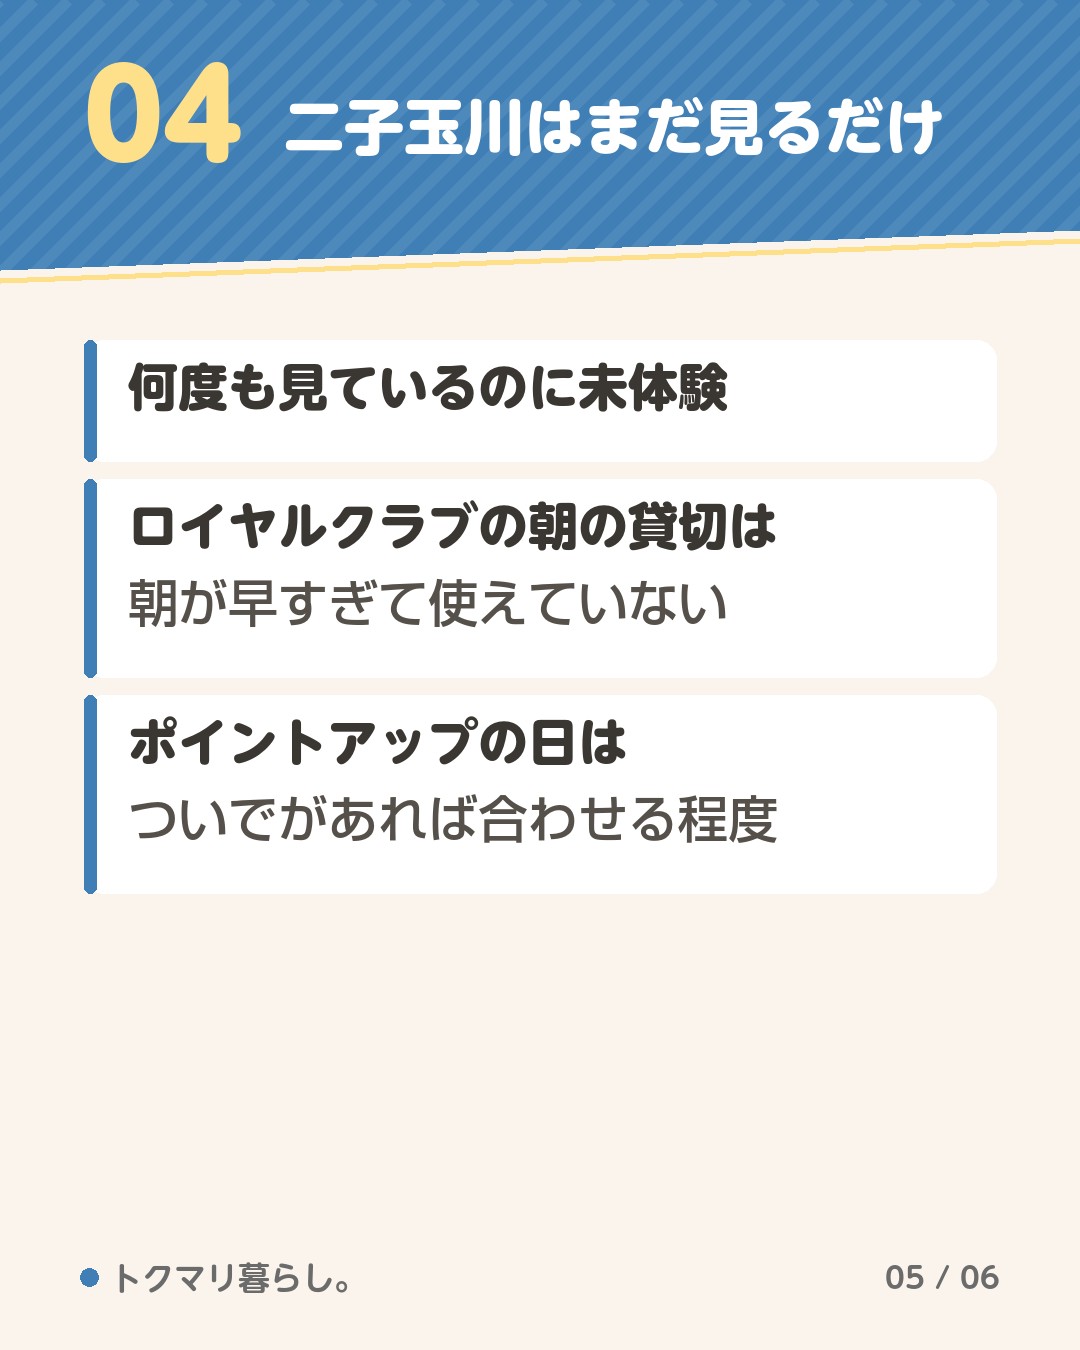 04 二子玉川はまだ見るだけ
何度も見ているのに未体験
ロイヤルクラブの朝の貸切は
朝が早すぎて使えていない
ポイントアップの日は
ついでがあれば合わせる程度
トクマリ暮らし。
05 / 06